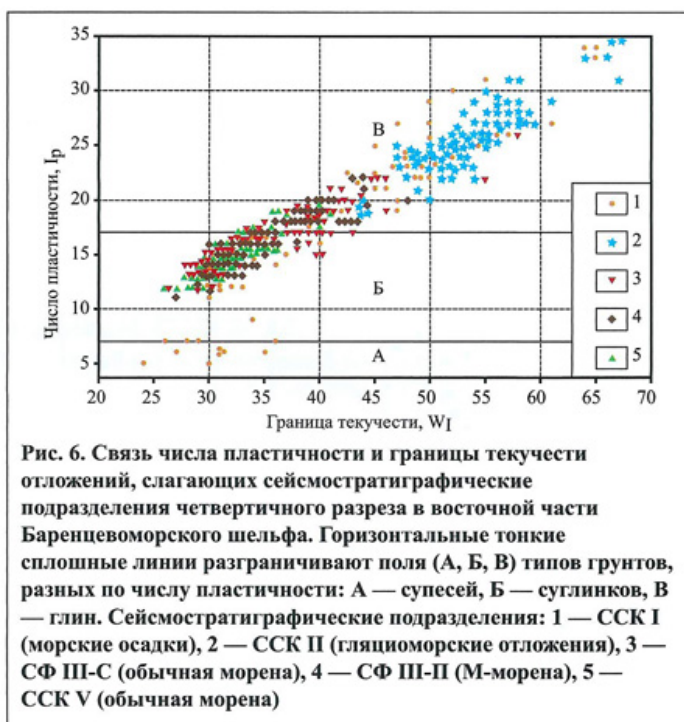 Число пластичности, Iр
35
30
25
20
15
10
5
В
Б
А
1
2
3
4
5
20 25 30 35 40 45 50 55 60 65 70
Граница текучести, WI
Рис. 6. Связь числа пластичности и границы текучести
отложений, слагающих сейсмостратиграфические
подразделения четвертичного разреза в восточной части
Баренцевоморского шельфа. Горизонтальные тонкие
сплошные линии разграничивают поля (А, Б, В) типов грунтов,
разных по числу пластичности: А — супесей, Б — суглинков, В
— глин. Сейсмостратиграфические подразделения: 1 — ССК I
(морские осадки), 2 — ССК II (гляциоморские отложения), 3 —
СФ III-С (обычная морена), 4 — СФ III-П (М-морена), 5 —
ССК V (обычная морена)